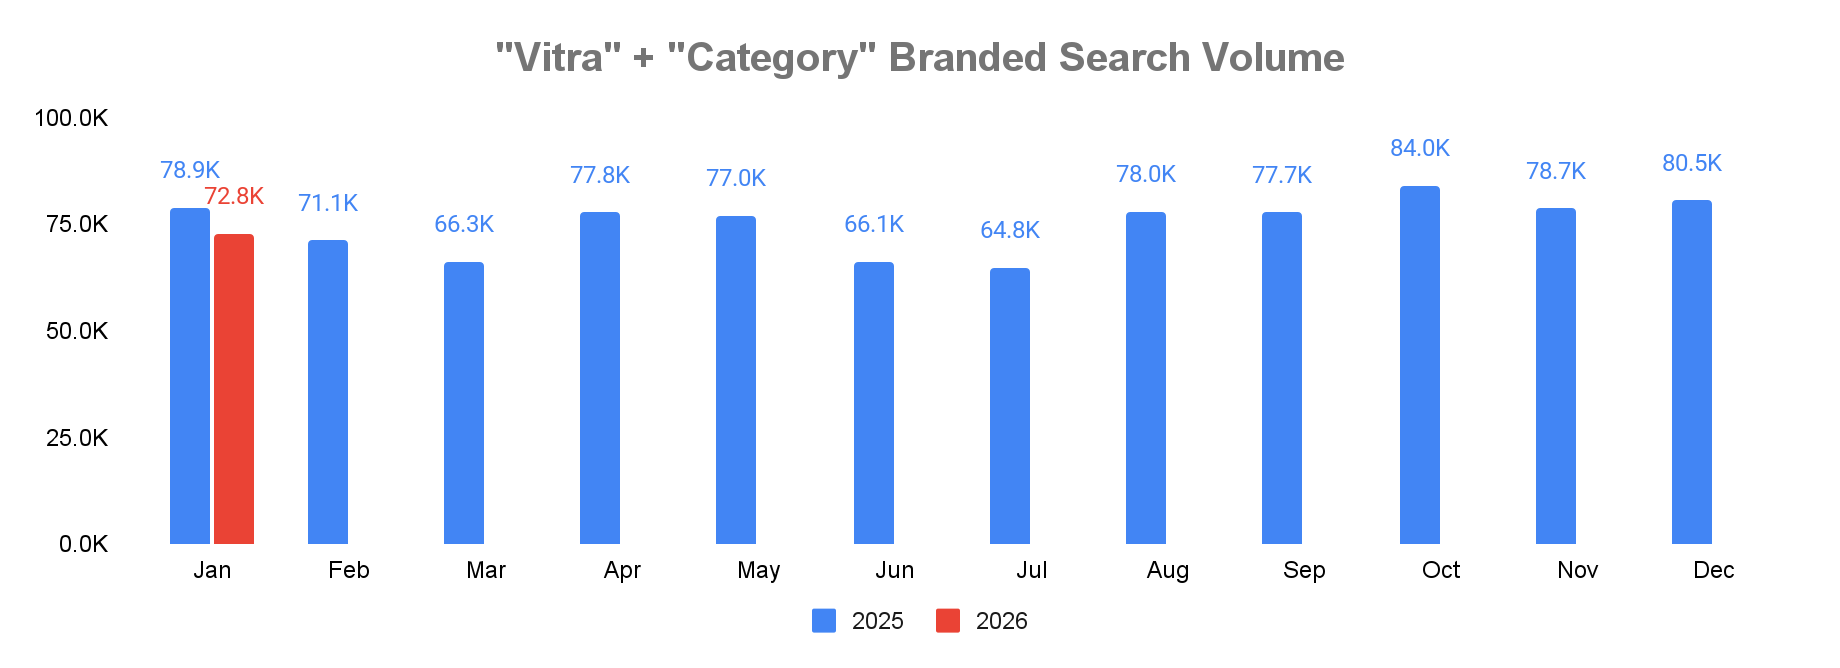 "Vitra" + "Category" Branded Search Volume
100.0K
75.0K
50.0K
25.0K
0.0K
78.9K
72.8K
71.1K
66.3K
77.8K
77.0K
66.1K
64.8K
78.0K
77.7K
84.0K
78.7K
80.5K
Jan Feb Mar Apr May Jun Jul Aug Sep Oct Nov Dec
2025 2026